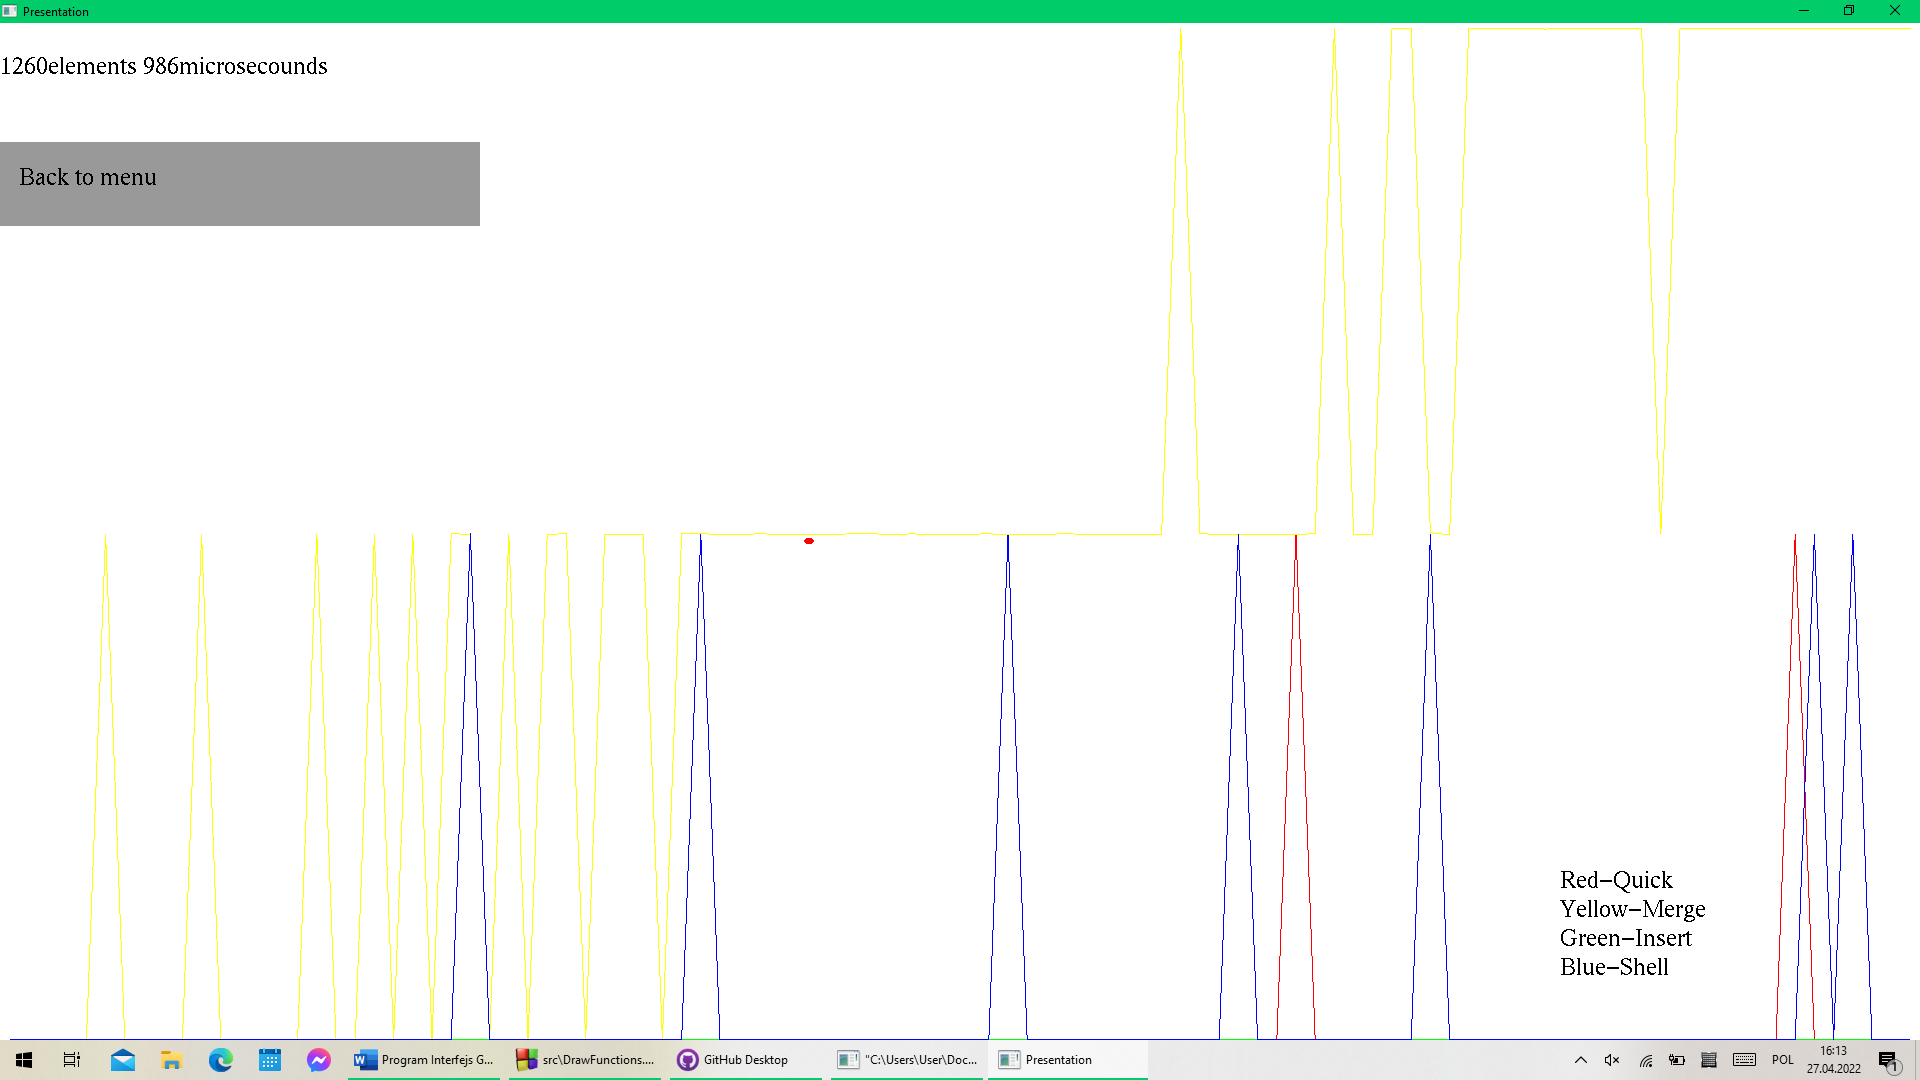 Presentation
1260elements 986microsecounds
Back to menu
Red-Quick
Yellow-Merge
Green-Insert
Blue-Shell
Program Interfejs G...
src\DrawFunctions....
GitHub Desktop
"C:\Users\User\Doc...
Presentation
POL
16:13
27.04.2022
1